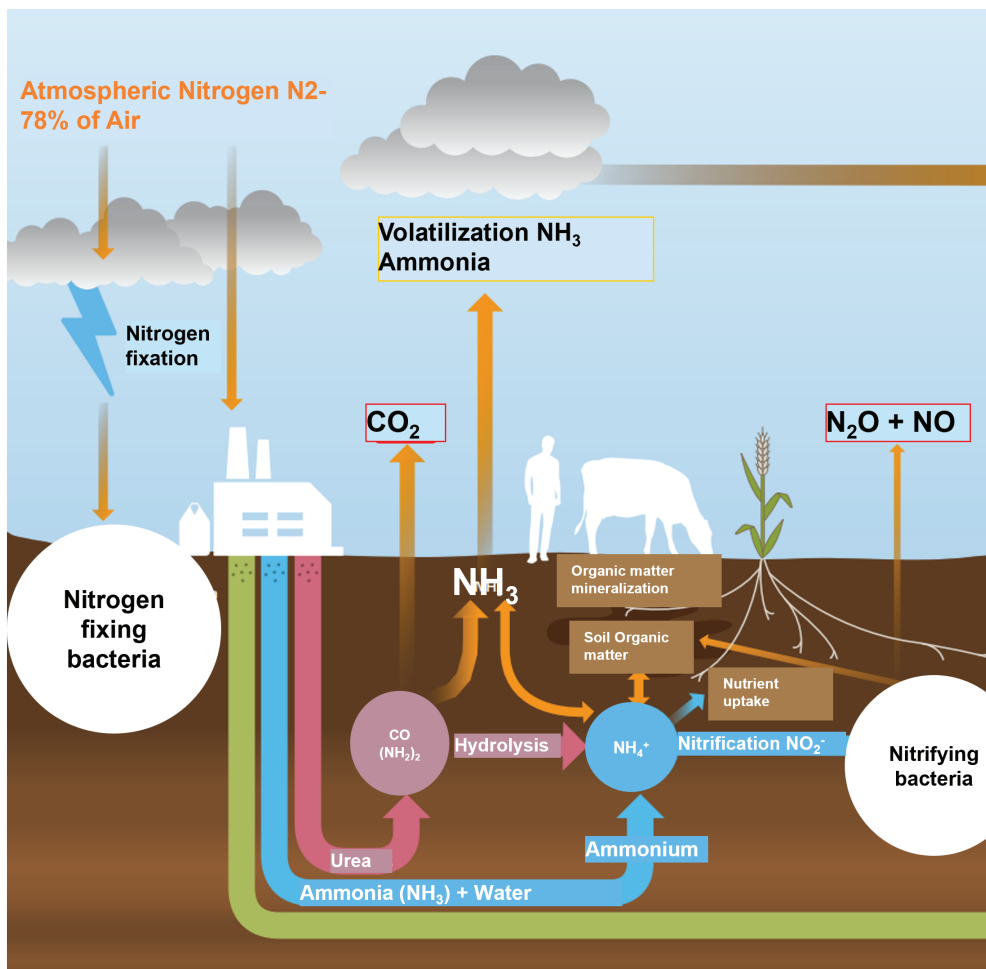 Atmospheric Nitrogen N2-
78% of Air
Volatilization NH₃
Ammonia
Nitrogen
fixation
CO₂
N₂O + NO
NH₃
Organic matter
mineralization
Nitrogen
fixing
bacteria
Soil Organic
matter
Nutrient
uptake
CO
(NH₂)₂
Hydrolysis
NH₄⁺
Nitrification NO₂⁻
Nitrifying
bacteria
Urea
Ammonium
Ammonia (NH₃) + Water